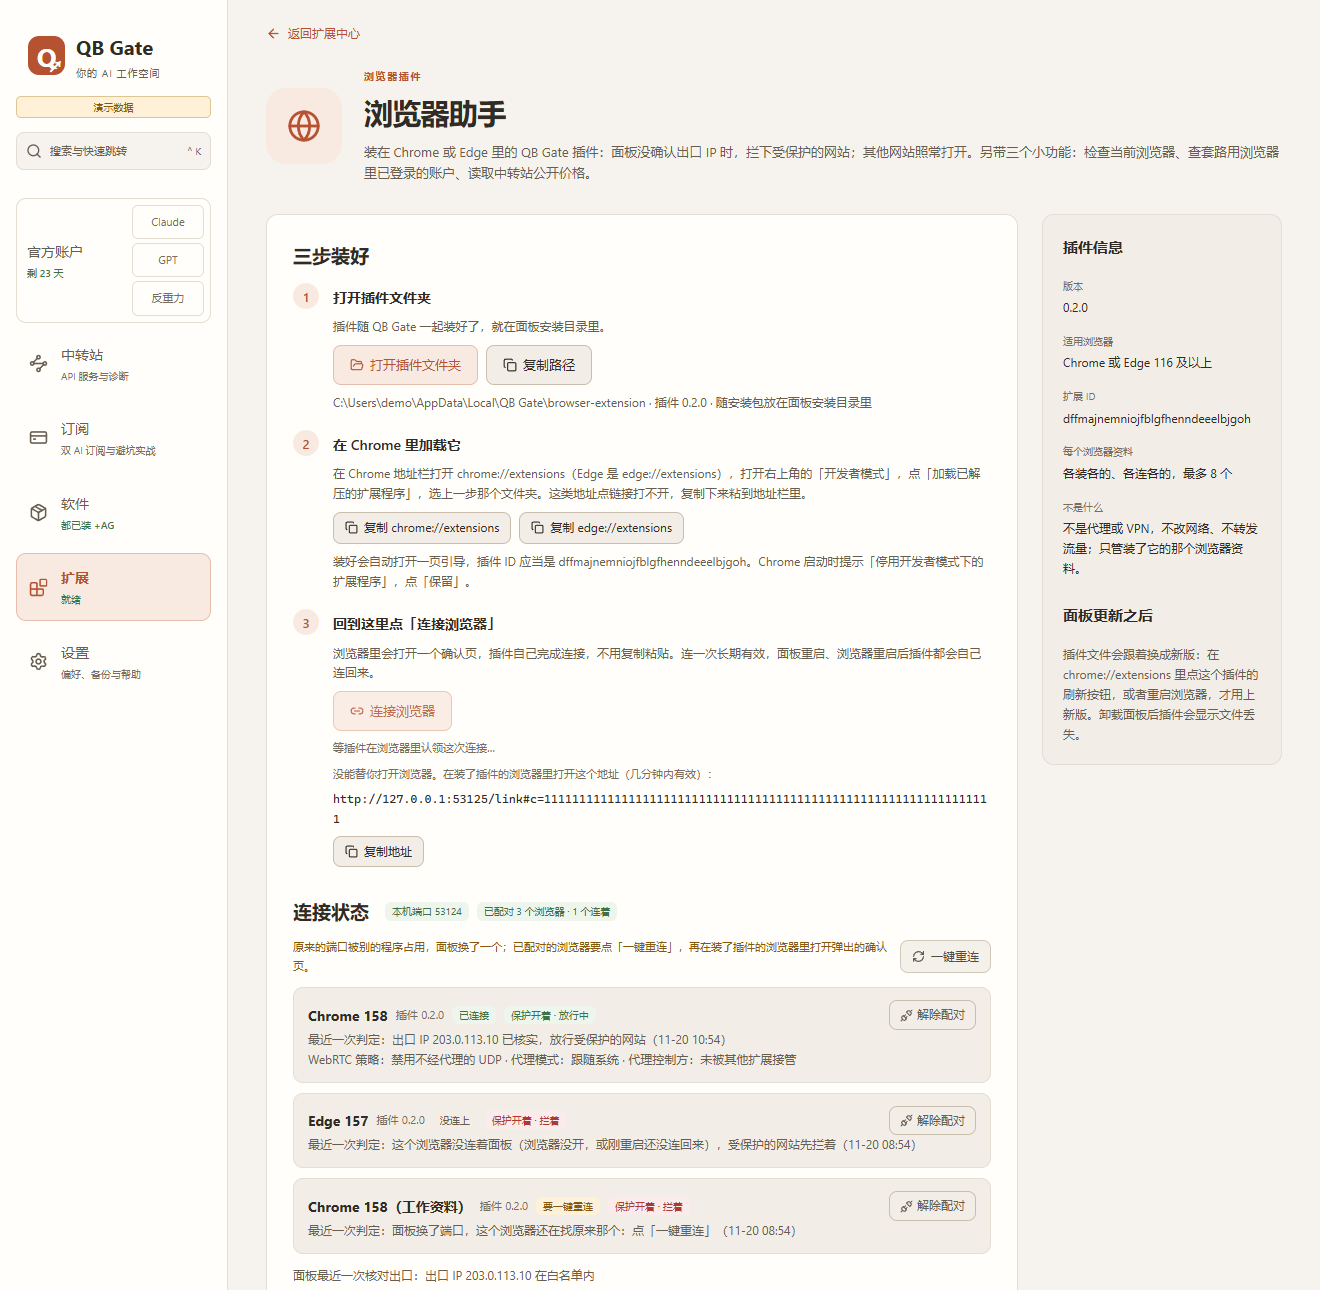 QB Gate
你的 AI 工作空间
演示数据
搜索与快速跳转 ^ K
官方账户
剩 23 天
Claude
GPT
反重力
中转站
API 服务与诊断
订阅
双 AI 订阅与避坑实战
软件
都已装 +AG
扩展
就绪
设置
偏好、备份与帮助
返回扩展中心
浏览器插件
浏览器助手
装在 Chrome 或 Edge 里的 QB Gate 插件：面板没确认出口 IP 时，拦下受保护的网站；其他网站照常打开。另带三个小功能：检查当前浏览器、查套路用浏览器
里已登录的账户、读取中转站公开价格。
三步装好
1 打开插件文件夹
插件随 QB Gate 一起装好了，就在面板安装目录里。
打开插件文件夹 复制路径
C:\Users\demo\AppData\Local\QB Gate\browser-extension · 插件 0.2.0 · 随安装包放在面板安装目录里
2 在 Chrome 里加载它
在 Chrome 地址栏打开 chrome://extensions（Edge 是 edge://extensions），打开右上角的「开发者模式」，点「加载已解
压的扩展程序」，选上一步那个文件夹。这类地址点链接打不开，复制下来粘到地址栏里。
复制 chrome://extensions 复制 edge://extensions
装好会自动打开一页引导，插件 ID 应当是 dffmajnemniojfblgfhenndeeelbjgoh。Chrome 启动时提示「停用开发者模式下的
扩展程序」，点「保留」。
3 回到这里点「连接浏览器」
浏览器里会打开一个确认页，插件自己完成连接，不用复制粘贴。连一次长期有效，面板重启、浏览器重启后插件都会自己
连回来。
连接浏览器
等插件在浏览器里认领这次连接...
没能替你打开浏览器。在装了插件的浏览器里打开这个地址（几分钟内有效）：
http://127.0.0.1:53125/link#c=111111111111111111111111111111111111111111111111111111111111111
1
复制地址
连接状态 本机端口 53124 已配对 3 个浏览器 · 1 个连着
原来的端口被别的程序占用，面板换了一个；已配对的浏览器要点「一键重连」，再在装了插件的浏览器里打开弹出的确认
页。
一键重连
Chrome 158 插件 0.2.0 已连接 保护开着 · 放行中 解除配对
最近一次判定：出口 IP 203.0.113.10 已核实，放行受保护的网站（11-20 10:54）
WebRTC 策略：禁用不经代理的 UDP · 代理模式：跟随系统 · 代理控制方：未被其他扩展接管
Edge 157 插件 0.2.0 没连上 保护开着 · 拦着 解除配对
最近一次判定：这个浏览器没连着面板（浏览器没开，或刚重启还没连回来），受保护的网站先拦着（11-20 08:54）
Chrome 158（工作资料） 插件 0.2.0 要一键重连 保护开着 · 拦着 解除配对
最近一次判定：面板换了端口，这个浏览器还在找原来那个：点「一键重连」（11-20 08:54）
面板最近一次核对出口：出口 IP 203.0.113.10 在白名单内
插件信息
版本
0.2.0
适用浏览器
Chrome 或 Edge 116 及以上
扩展 ID
dffmajnemniojfblgfhenndeeelbjgoh
每个浏览器资料
各装各的、各连各的，最多 8 个
不是什么
不是代理或 VPN，不改网络、不转发
流量；只管装了它的那个浏览器资
料。
面板更新之后
插件文件会跟着换成新版：在
chrome://extensions 里点这个插件的
刷新按钮，或者重启浏览器，才用上
新版。卸载面板后插件会显示文件丢
失。